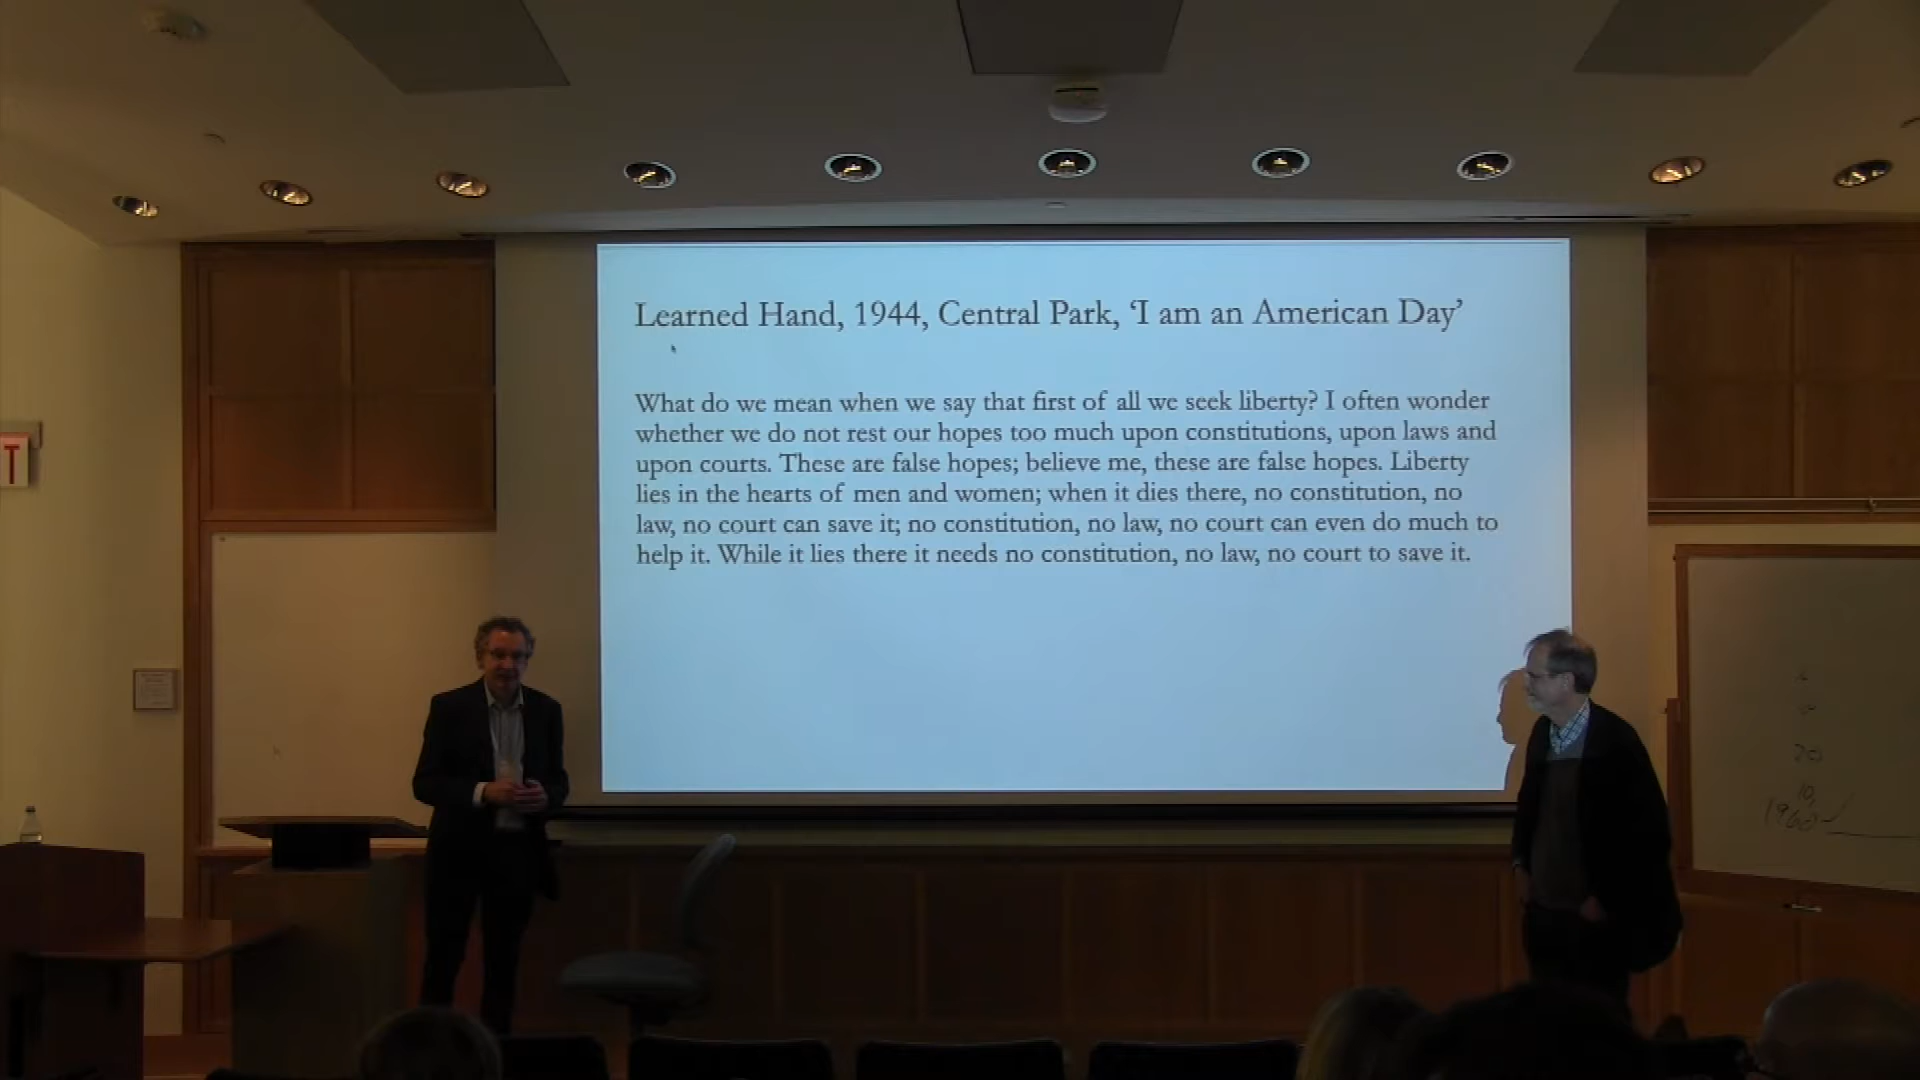 Learned Hand, 1944, Central Park, ‘I am an American Day’
What do we mean when we say that first of all we seek liberty? I often wonder
whether we do not rest our hopes too much upon constitutions, upon laws and
upon courts. These are false hopes; believe me, these are false hopes. Liberty
lies in the hearts of men and women; when it dies there, no constitution, no
law, no court can save it; no constitution, no law, no court can even do much to
help it. While it lies there it needs no constitution, no law, no court to save it.
T
20
10
1960